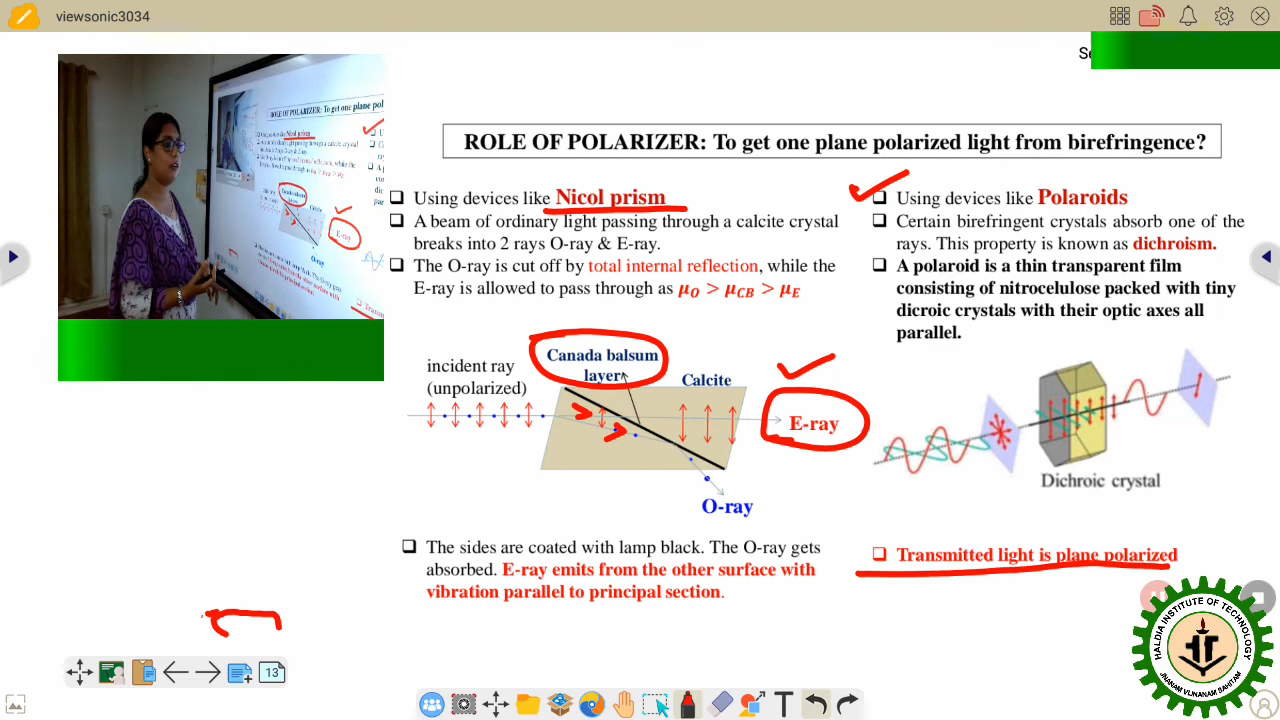 viewsonic3034
ROLE OF POLARIZER: To get one plane polarized light from birefringence?
❑ Using devices like Nicol prism
❑ A beam of ordinary light passing through a calcite crystal
breaks into 2 rays O-ray & E-ray.
❑ The O-ray is cut off by total internal reflection, while the
E-ray is allowed to pass through as μO > μCB > μE
incident ray
(unpolarized)
Canada balsum
layer
Calcite
E-ray
O-ray
❑ The sides are coated with lamp black. The O-ray gets
absorbed. E-ray emits from the other surface with
vibration parallel to principal section.
❑ Using devices like Polaroids
❑ Certain birefringent crystals absorb one of the
rays. This property is known as dichroism.
❑ A polaroid is a thin transparent film
consisting of nitrocelulose packed with tiny
dicroic crystals with their optic axes all
parallel.
Dichroic crystal
❑ Transmitted light is plane polarized
HALDIA INSTITUTE OF TECHNOLOGY
JNANAM VIJNANAM SAHITAM
13